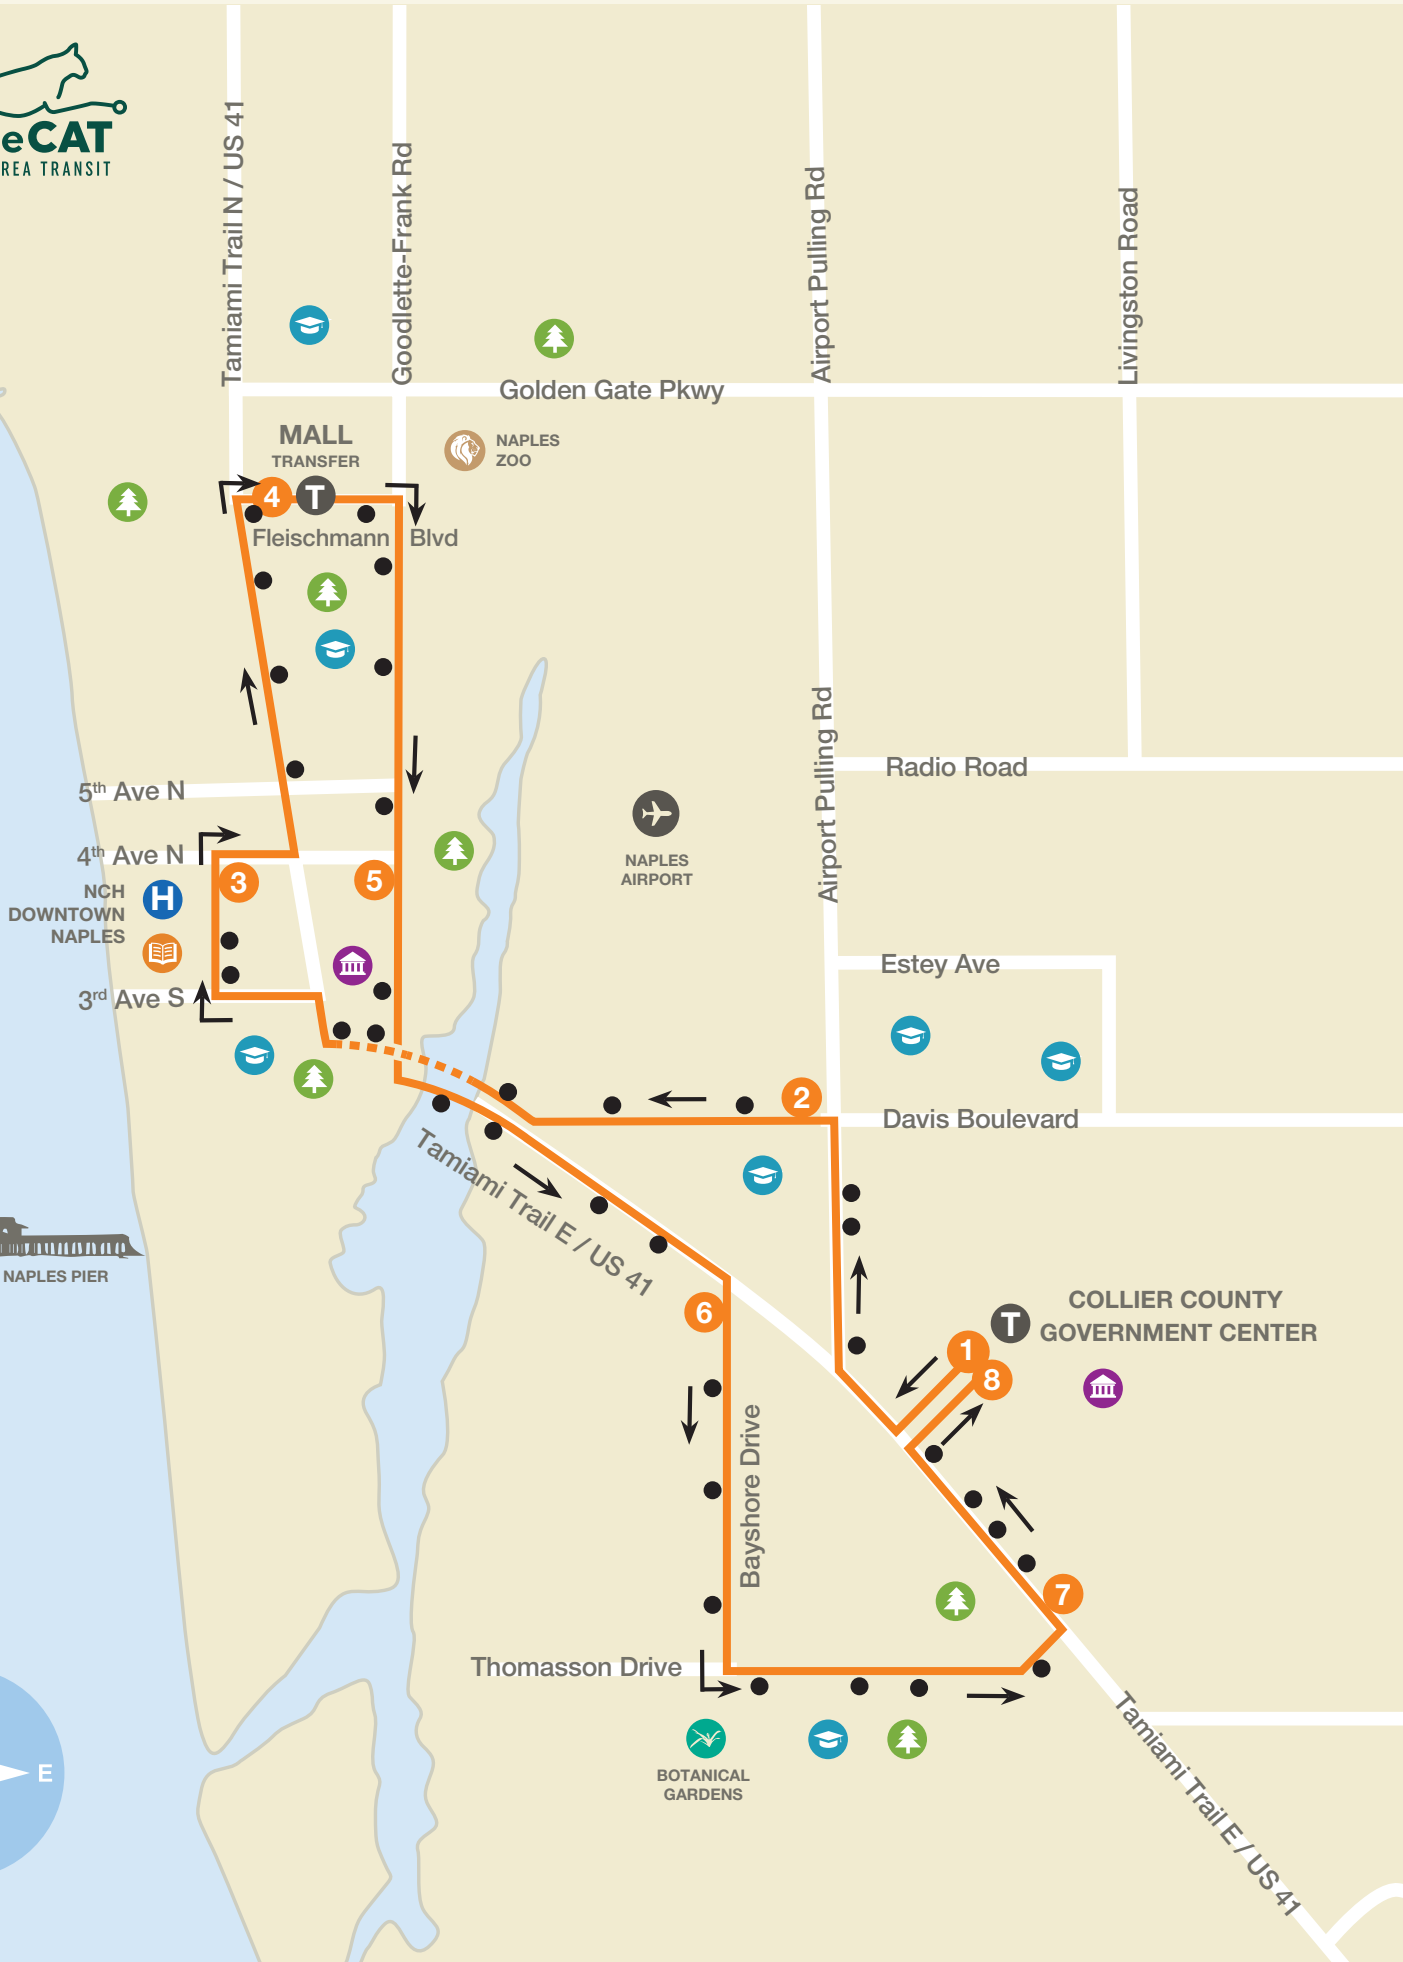 eCAT
REA TRANSIT
Tamiami Trail N / US 41
Goodlette-Frank Rd
Airport Pulling Rd
Livingston Road
Golden Gate Pkwy
MALL
TRANSFER
NAPLES
ZOO
4
T
Fleischmann Blvd
Airport Pulling Rd
Radio Road
5th Ave N
4th Ave N
NAPLES
AIRPORT
3
5
NCH
DOWNTOWN
NAPLES
H
Estey Ave
3rd Ave S
2
Davis Boulevard
Tamiami Trail E / US 41
NAPLES PIER
6
T
COLLIER COUNTY
GOVERNMENT CENTER
1
8
Bayshore Drive
7
Thomasson Drive
BOTANICAL
GARDENS
E
Tamiami Trail E / US 41